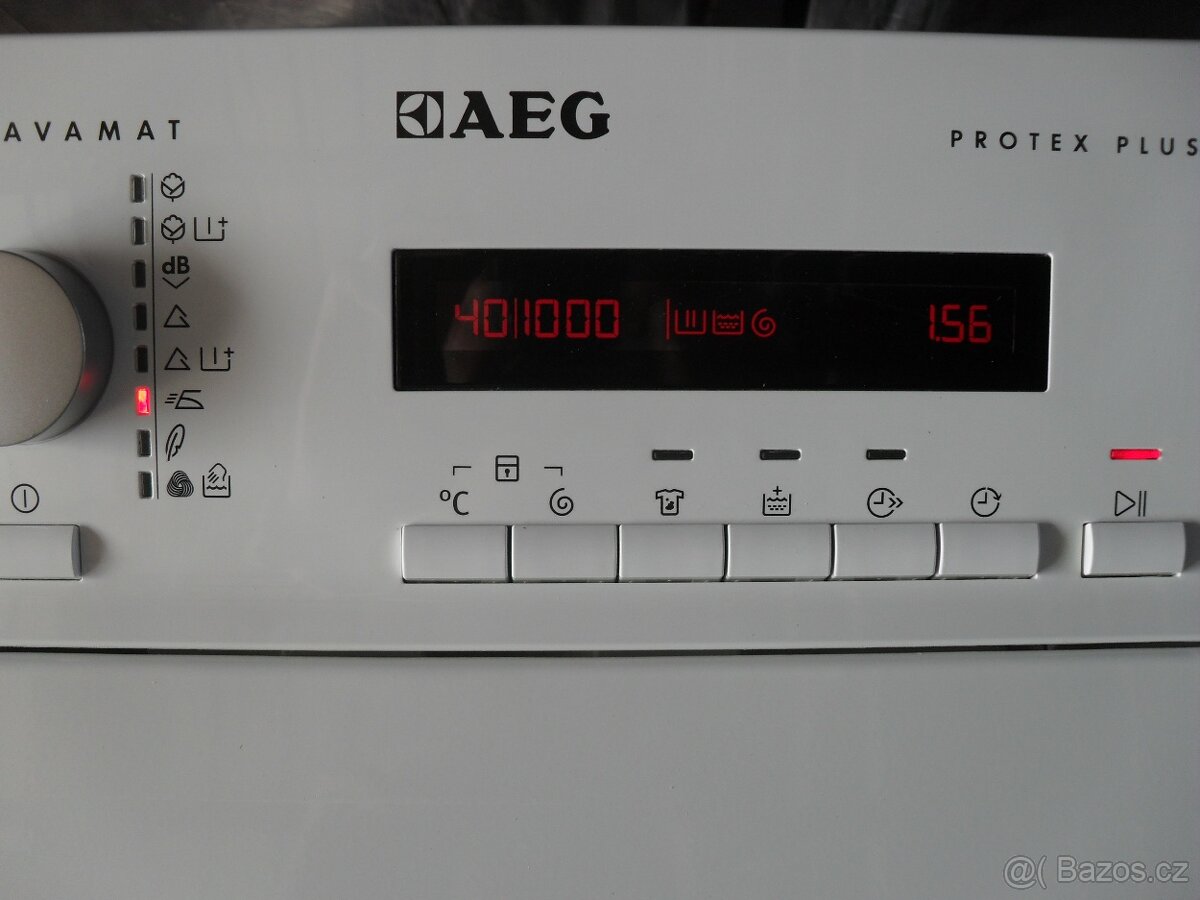 AEG
AVAMAT
PROTEX PLUS
dB
40 1000 1.56
°C
@( Bazos.cz